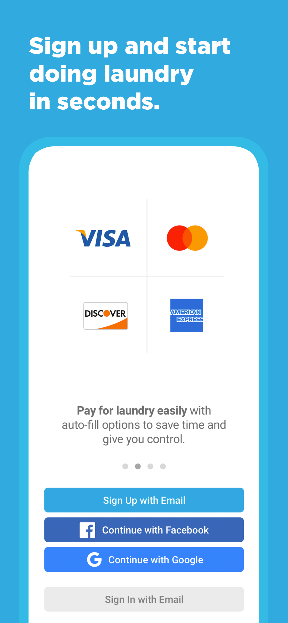 Sign up and start
doing laundry
in seconds.
VISA
DISCOVER
AMERICAN
EXPRESS
Pay for laundry easily with
auto-fill options to save time and
give you control.
Sign Up with Email
Continue with Facebook
Continue with Google
Sign In with Email